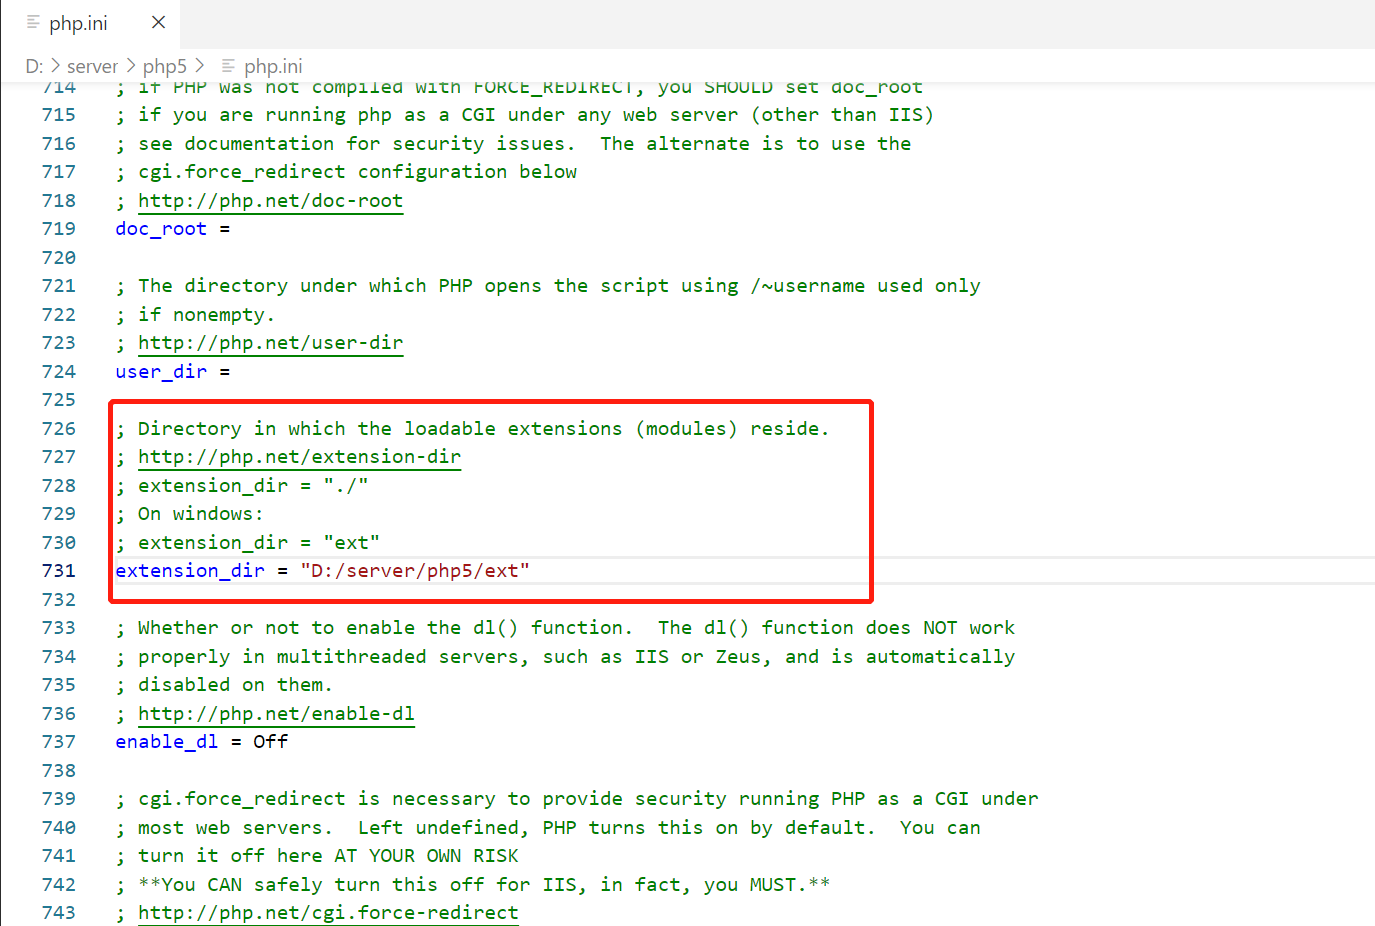 php.ini
D: server php5 php.ini
714 ; if PHP was not compiled with FORCE_REDIRECT, you SHOULD set doc_root
715 ; if you are running php as a CGI under any web server (other than IIS)
716 ; see documentation for security issues.  The alternate is to use the
717 ; cgi.force_redirect configuration below
718 ; http://php.net/doc-root
719 doc_root =
720
721 ; The directory under which PHP opens the script using /~username used only
722 ; if nonempty.
723 ; http://php.net/user-dir
724 user_dir =
725
726 ; Directory in which the loadable extensions (modules) reside.
727 ; http://php.net/extension-dir
728 ; extension_dir = "./"
729 ; On windows:
730 ; extension_dir = "ext"
731 extension_dir = "D:/server/php5/ext"
732
733 ; Whether or not to enable the dl() function.  The dl() function does NOT work
734 ; properly in multithreaded servers, such as IIS or Zeus, and is automatically
735 ; disabled on them.
736 ; http://php.net/enable-dl
737 enable_dl = Off
738
739 ; cgi.force_redirect is necessary to provide security running PHP as a CGI under
740 ; most web servers.  Left undefined, PHP turns this on by default.  You can
741 ; turn it off here AT YOUR OWN RISK
742 ; **You CAN safely turn this off for IIS, in fact, you MUST.**
743 ; http://php.net/cgi.force-redirect